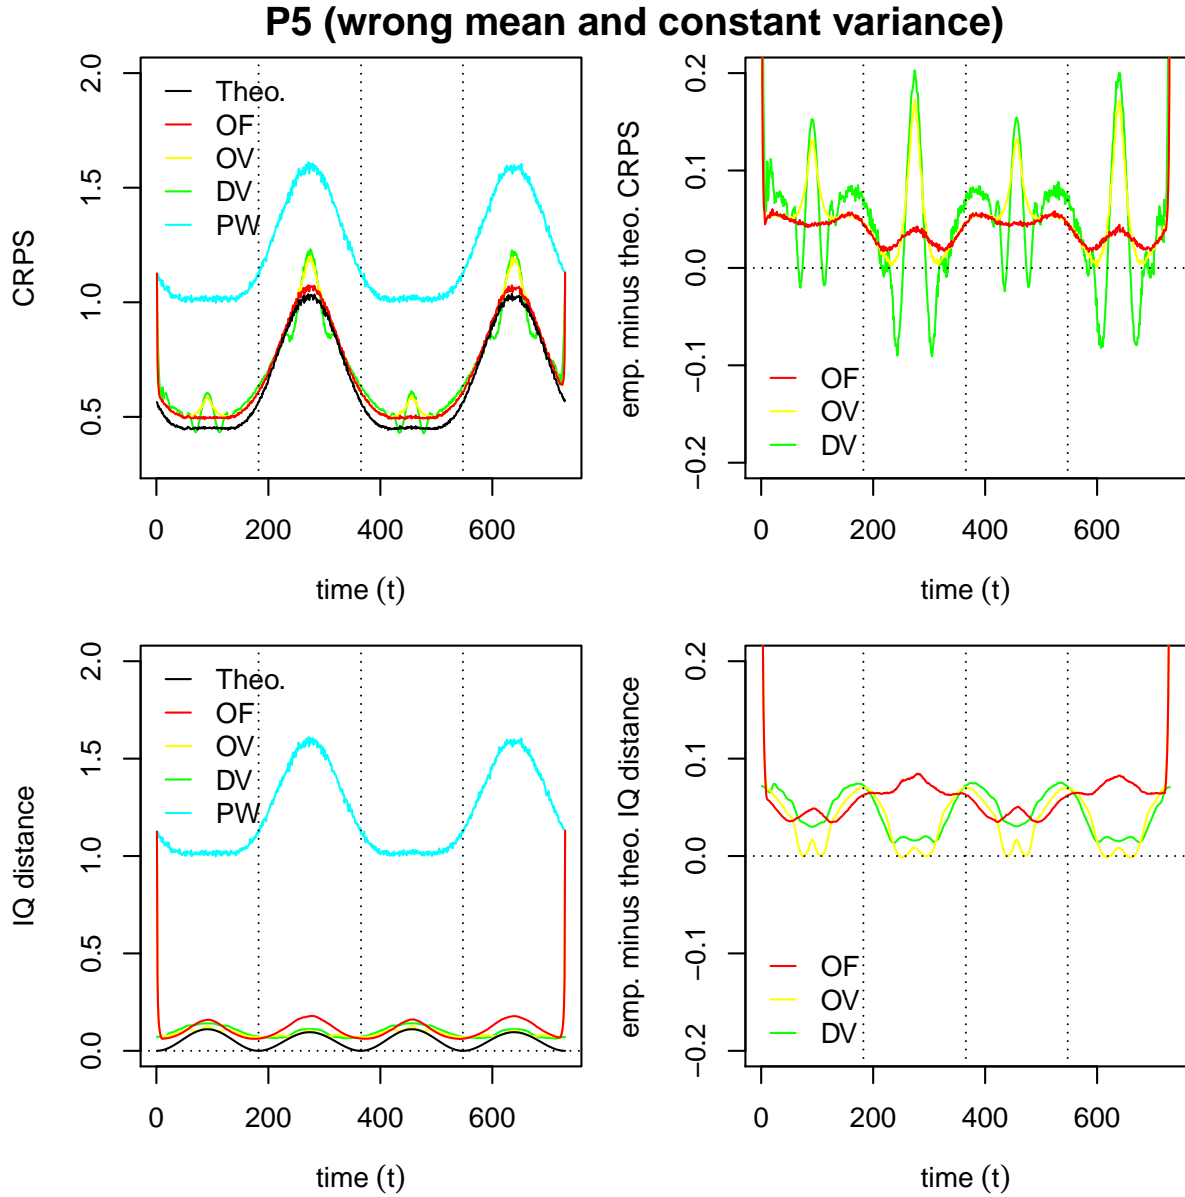 P5 (wrong mean and constant variance)
CRPS
2.0
1.5
1.0
0.5
Theo.
OF
OV
DV
PW
0 200 400 600
time (t)
emp. minus theo. CRPS
0.2
0.1
0.0
−0.1
−0.2
OF
OV
DV
0 200 400 600
time (t)
IQ distance
2.0
1.5
1.0
0.5
0.0
Theo.
OF
OV
DV
PW
0 200 400 600
time (t)
emp. minus theo. IQ distance
0.2
0.1
0.0
−0.1
−0.2
OF
OV
DV
0 200 400 600
time (t)